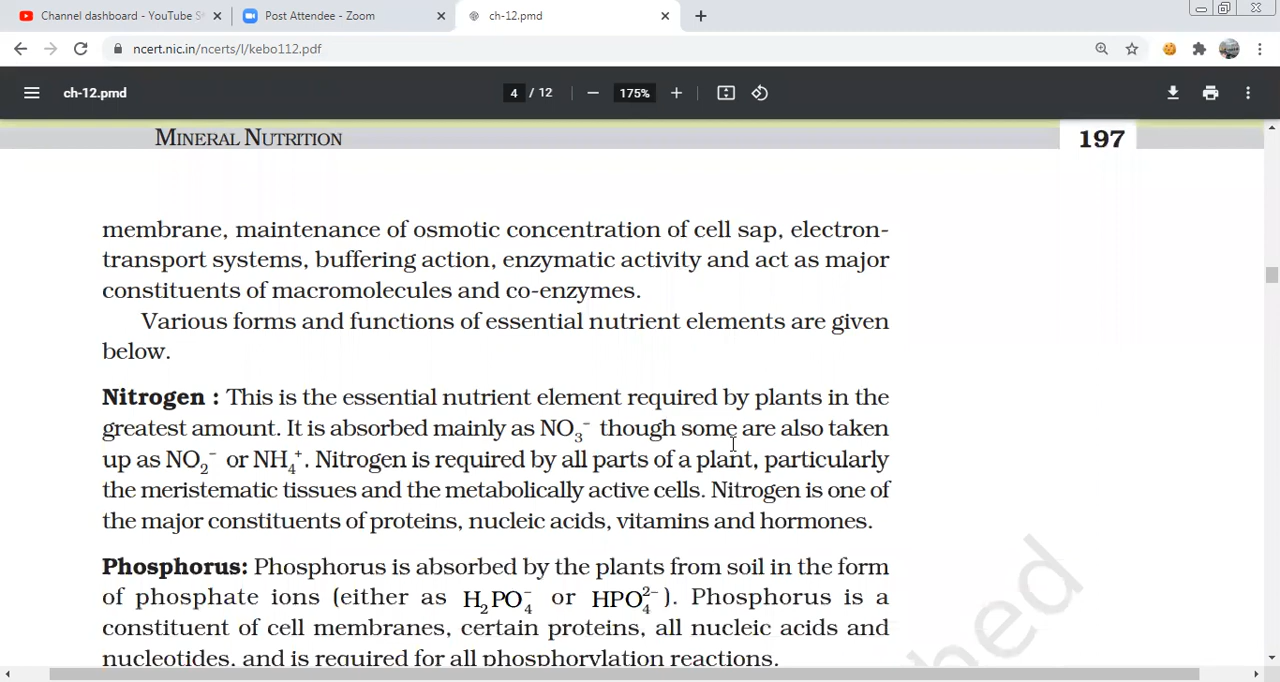 Channel dashboard - YouTube S
Post Attendee - Zoom
ch-12.pmd
ncert.nic.in/ncerts/l/kebo112.pdf
ch-12.pmd
4 / 12
175%
MINERAL NUTRITION
197
membrane, maintenance of osmotic concentration of cell sap, electron-
transport systems, buffering action, enzymatic activity and act as major
constituents of macromolecules and co-enzymes.
Various forms and functions of essential nutrient elements are given
below.
Nitrogen : This is the essential nutrient element required by plants in the
greatest amount. It is absorbed mainly as NO₃⁻ though some are also taken
up as NO₂⁻ or NH₄⁺. Nitrogen is required by all parts of a plant, particularly
the meristematic tissues and the metabolically active cells. Nitrogen is one of
the major constituents of proteins, nucleic acids, vitamins and hormones.
Phosphorus: Phosphorus is absorbed by the plants from soil in the form
of phosphate ions (either as H₂PO₄⁻ or HPO₄²⁻). Phosphorus is a
constituent of cell membranes, certain proteins, all nucleic acids and
nucleotides, and is required for all phosphorylation reactions.